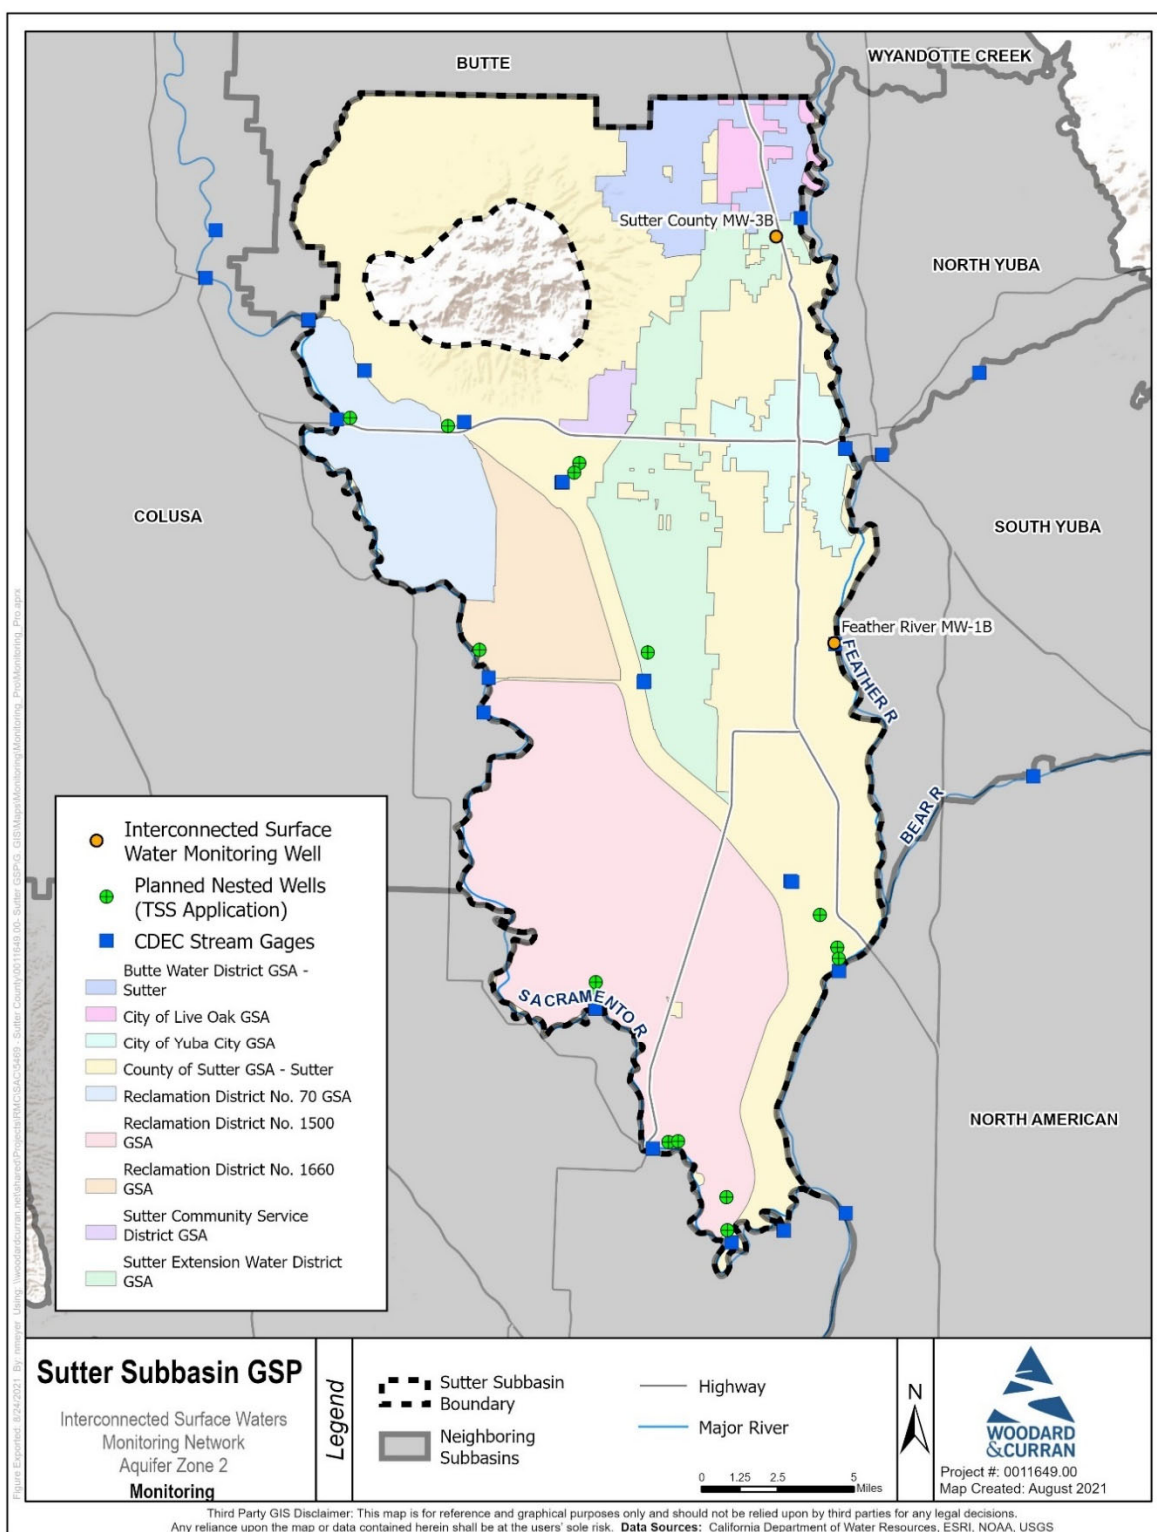 BUTTE
WYANDOTTE CREEK
Sutter County MW-3B
NORTH YUBA
COLUSA
SOUTH YUBA
Feather River MW-1B
FEATHER R
BEAR R
SACRAMENTO R
NORTH AMERICAN
Interconnected Surface
Water Monitoring Well
Planned Nested Wells
(TSS Application)
CDEC Stream Gages
Butte Water District GSA -
Sutter
City of Live Oak GSA
City of Yuba City GSA
County of Sutter GSA - Sutter
Reclamation District No. 70 GSA
Reclamation District No. 1500
GSA
Reclamation District No. 1660
GSA
Sutter Community Service
District GSA
Sutter Extension Water District
GSA
Sutter Subbasin GSP
Interconnected Surface Waters
Monitoring Network
Aquifer Zone 2
Monitoring
Legend
Sutter Subbasin
Boundary
Neighboring
Subbasins
Highway
Major River
0 1.25 2.5 5
Miles
N
WOODARD
&CURRAN
Project #: 0011649.00
Map Created: August 2021
Third Party GIS Disclaimer: This map is for reference and graphical purposes only and should not be relied upon by third parties for any legal decisions.
Any reliance upon the map or data contained herein shall be at the users' sole risk. Data Sources: California Department of Water Resources, ESRI, NOAA, USGS
Figure Exported: 8/24/2021 By: nmeyer Using: